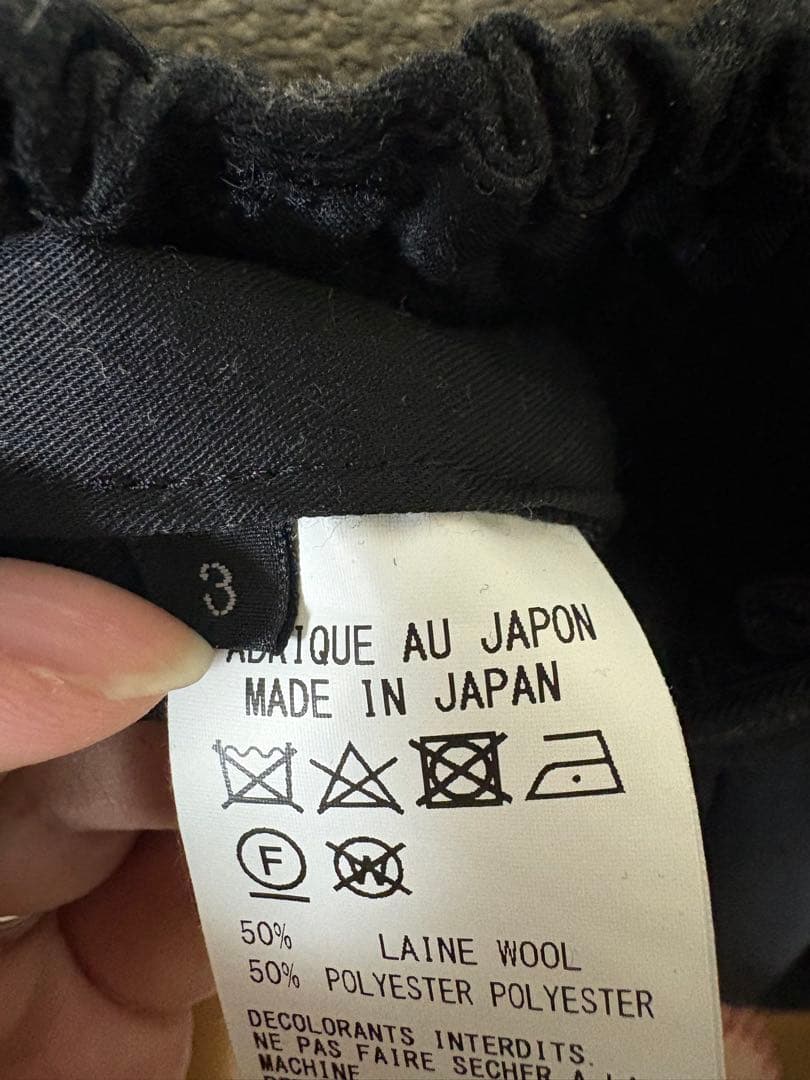 3
AU JAPON
MADE IN JAPAN
F
W
50% LAINE WOOL
50% POLYESTER POLYESTER
DECOLORANTS INTERDITS.
NE PAS FAIRE SECHER A LA
MACHINE